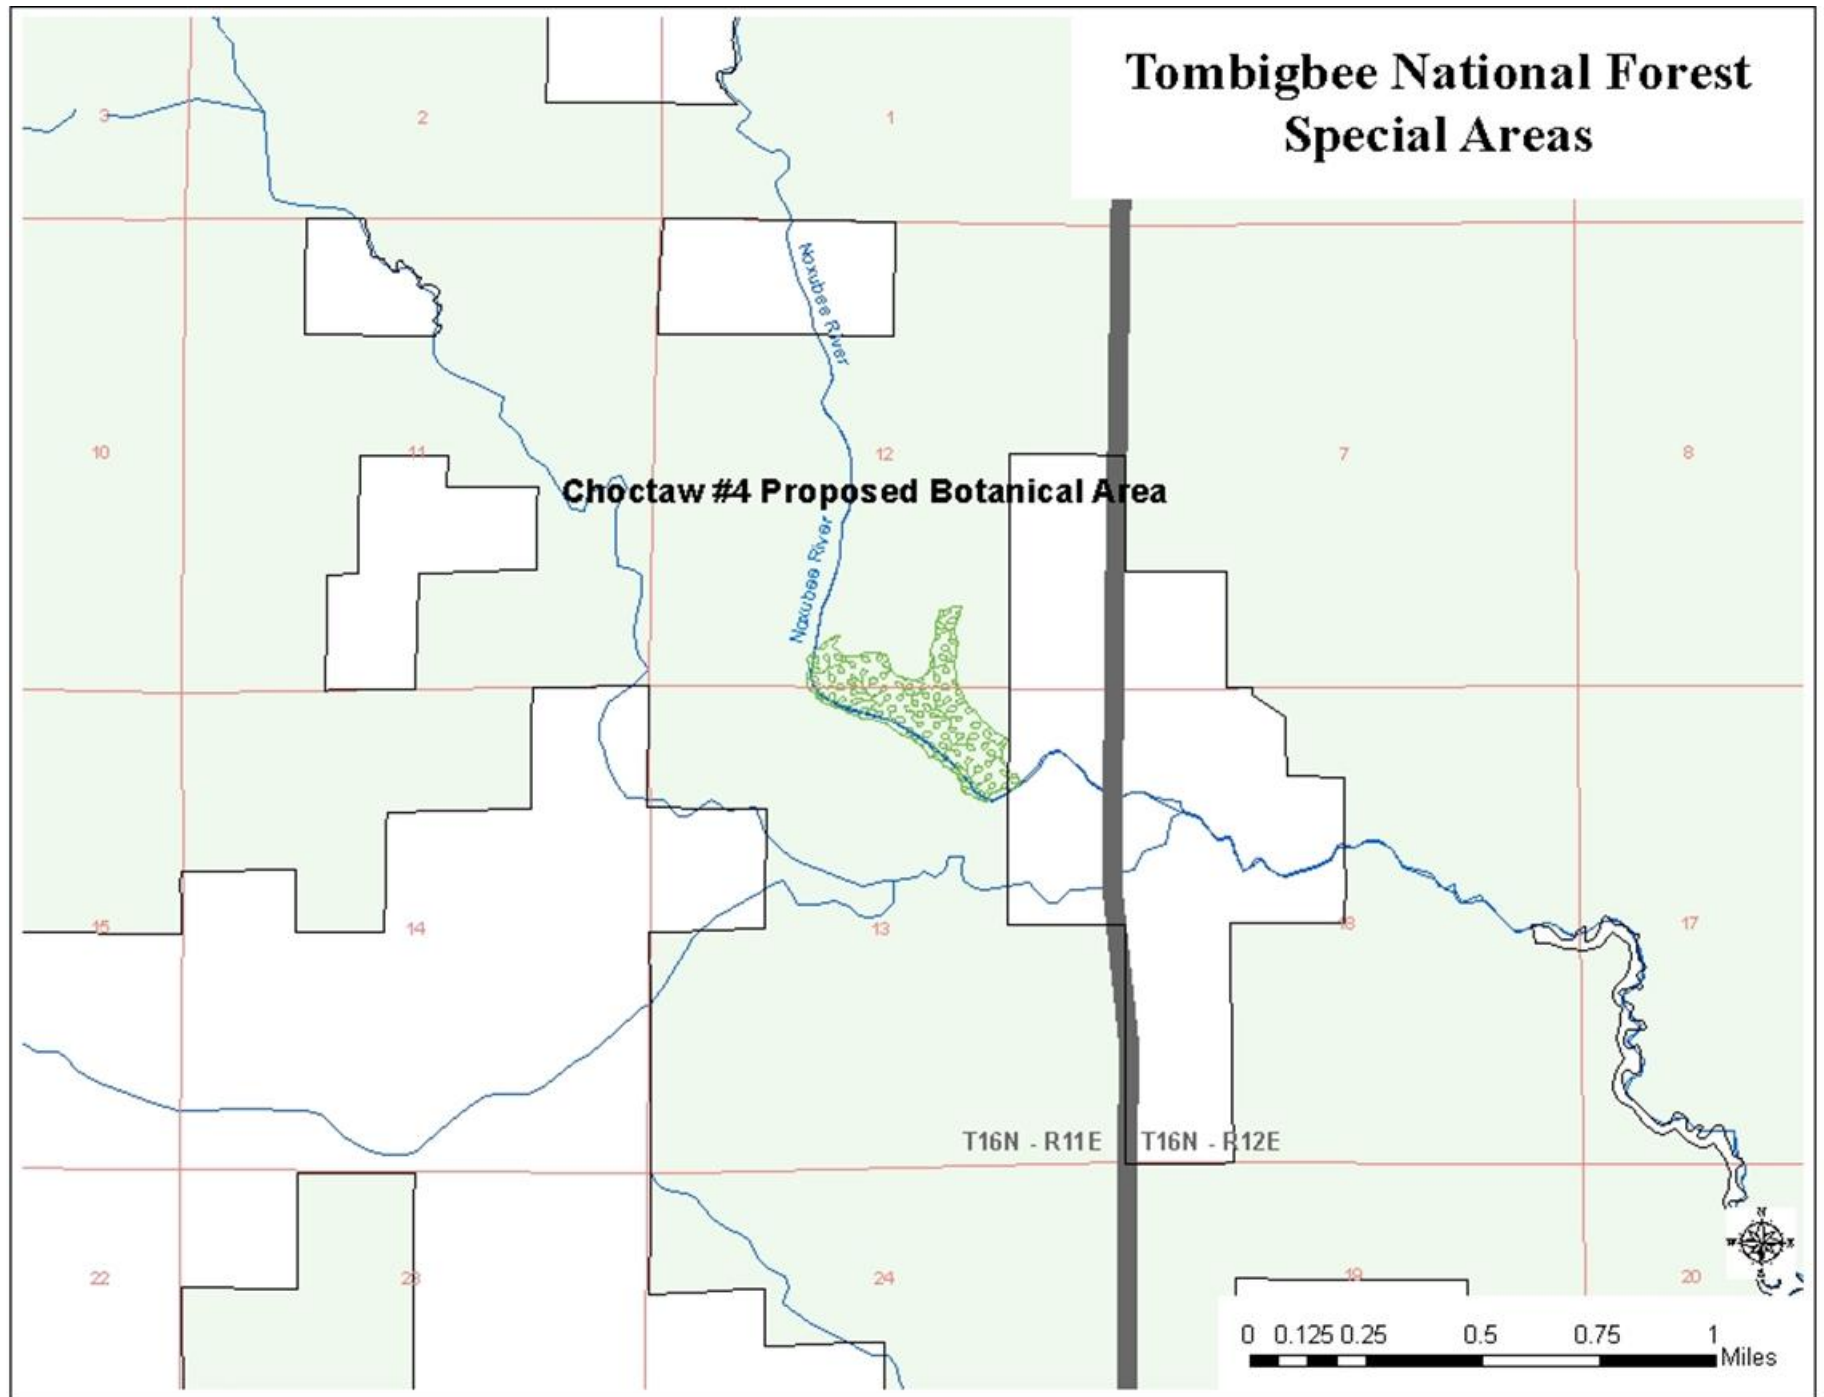 Tombigbee National Forest
Special Areas
3
2
1
Noxubee River
10
11
12
7
8
Choctaw #4 Proposed Botanical Area
Noxubee River
15
14
13
18
17
T16N - R11E
T16N - R12E
N
W
E
S
22
23
24
19
20
0 0.125 0.25 0.5 0.75 1
Miles